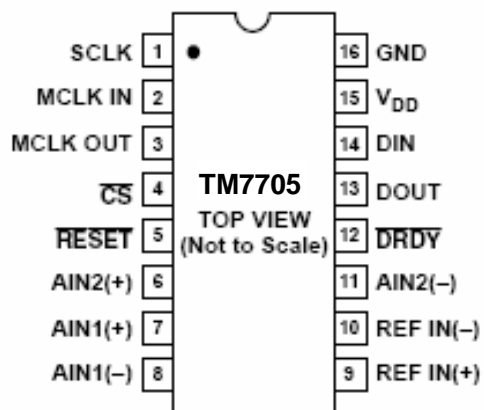 SCLK 1
MCLK IN 2
MCLK OUT 3
CS 4
RESET 5
AIN2(+) 6
AIN1(+) 7
AIN1(–) 8
TM7705
TOP VIEW
(Not to Scale)
16 GND
15 VDD
14 DIN
13 DOUT
12 DRDY
11 AIN2(–)
10 REF IN(–)
9 REF IN(+)